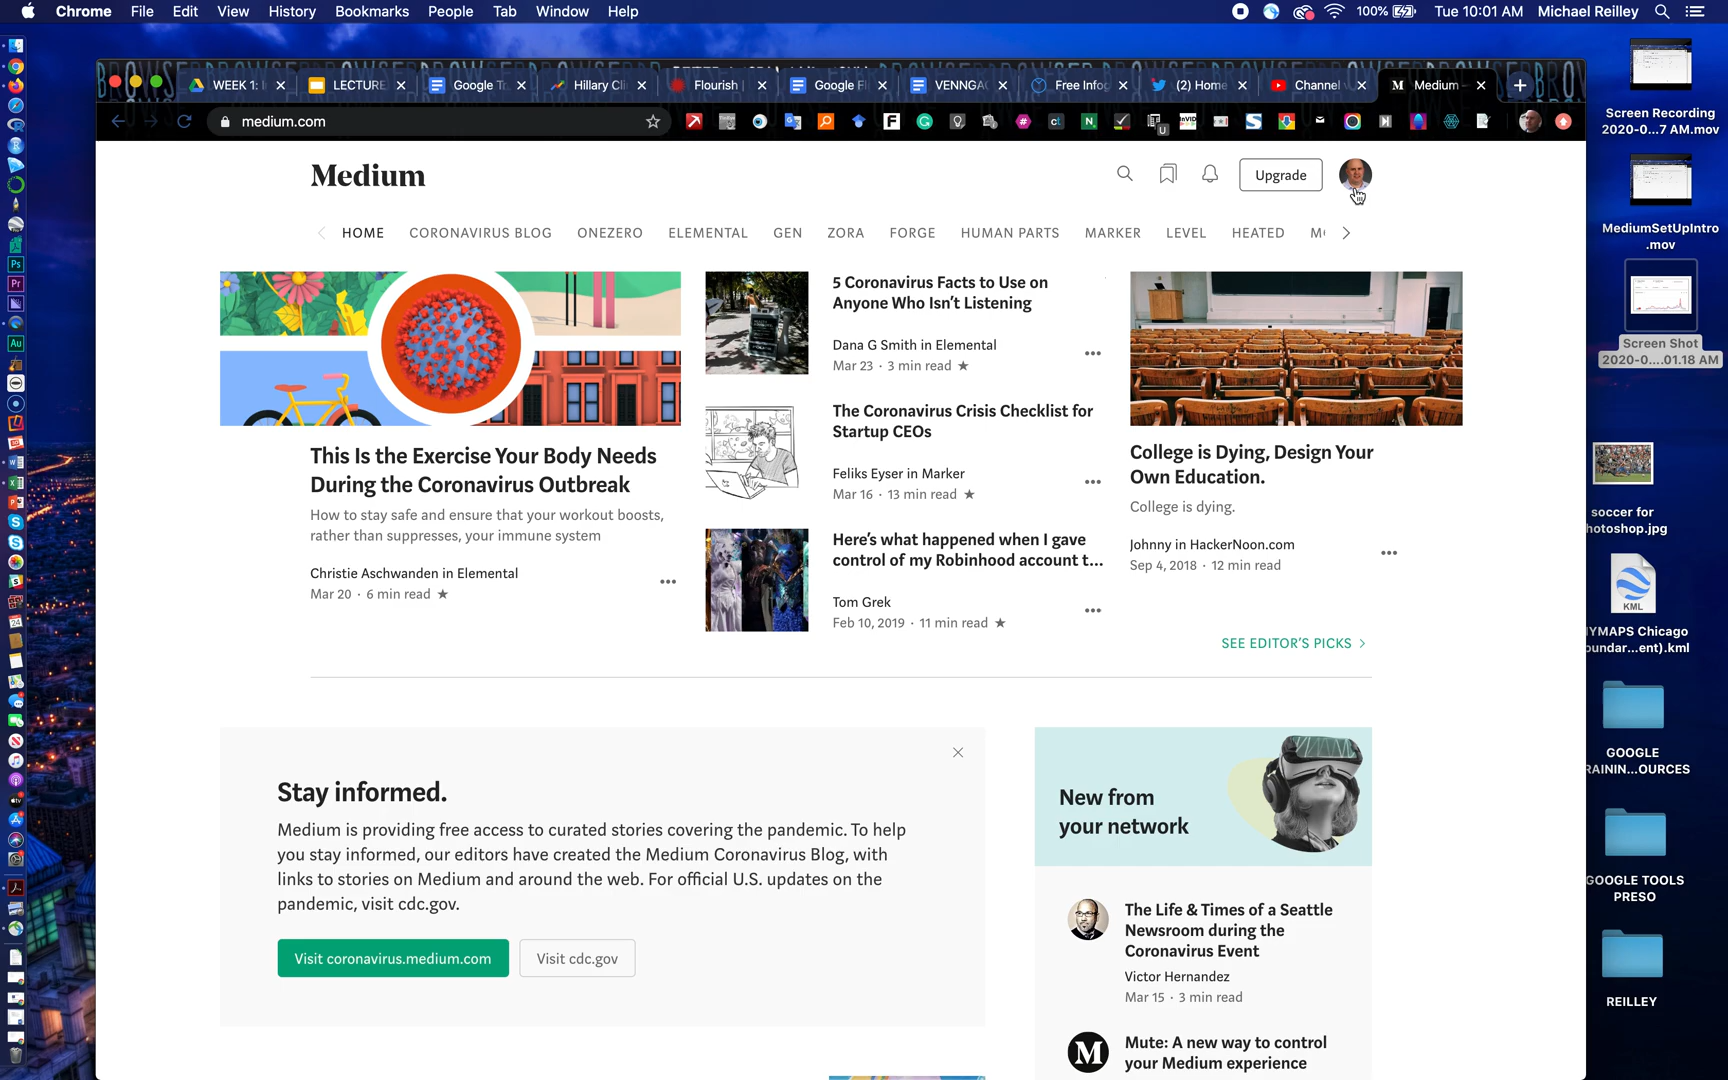 Chrome File Edit View History Bookmarks People Tab Window Help
100% Tue 10:01 AM Michael Reilley
WEEK 1: LECTURE Google Flourish Google VENNGA Free Infog (2) Home Channel Medium
medium.com
Medium
Upgrade
HOME CORONAVIRUS BLOG ONEZERO ELEMENTAL GEN ZORA FORGE HUMAN PARTS MARKER LEVEL HEATED
This Is the Exercise Your Body Needs
During the Coronavirus Outbreak
How to stay safe and ensure that your workout boosts,
rather than suppresses, your immune system
Christie Aschwanden in Elemental
Mar 20 · 6 min read ★
5 Coronavirus Facts to Use on
Anyone Who Isn't Listening
Dana G Smith in Elemental
Mar 23 · 3 min read ★
The Coronavirus Crisis Checklist for
Startup CEOs
Feliks Eyser in Marker
Mar 16 · 13 min read ★
Here's what happened when I gave
control of my Robinhood account t...
Tom Grek
Feb 10, 2019 · 11 min read ★
College is Dying, Design Your
Own Education.
College is dying.
Johnny in HackerNoon.com
Sep 4, 2018 · 12 min read
SEE EDITOR'S PICKS
Stay informed.
Medium is providing free access to curated stories covering the pandemic. To help
you stay informed, our editors have created the Medium Coronavirus Blog, with
links to stories on Medium and around the web. For official U.S. updates on the
pandemic, visit cdc.gov.
Visit coronavirus.medium.com
Visit cdc.gov
New from
your network
The Life & Times of a Seattle
Newsroom during the
Coronavirus Event
Victor Hernandez
Mar 15 · 3 min read
Mute: A new way to control
your Medium experience
Screen Recording
2020-0...7 AM.mov
MediumSetUpIntro
.mov
Screen Shot
2020-0....01.18 AM
soccer for
hotoshop.jpg
KML
YMAPS Chicago
oundar...ent).kml
GOOGLE
RAININ...OURCES
GOOGLE TOOLS
PRESO
REILLEY